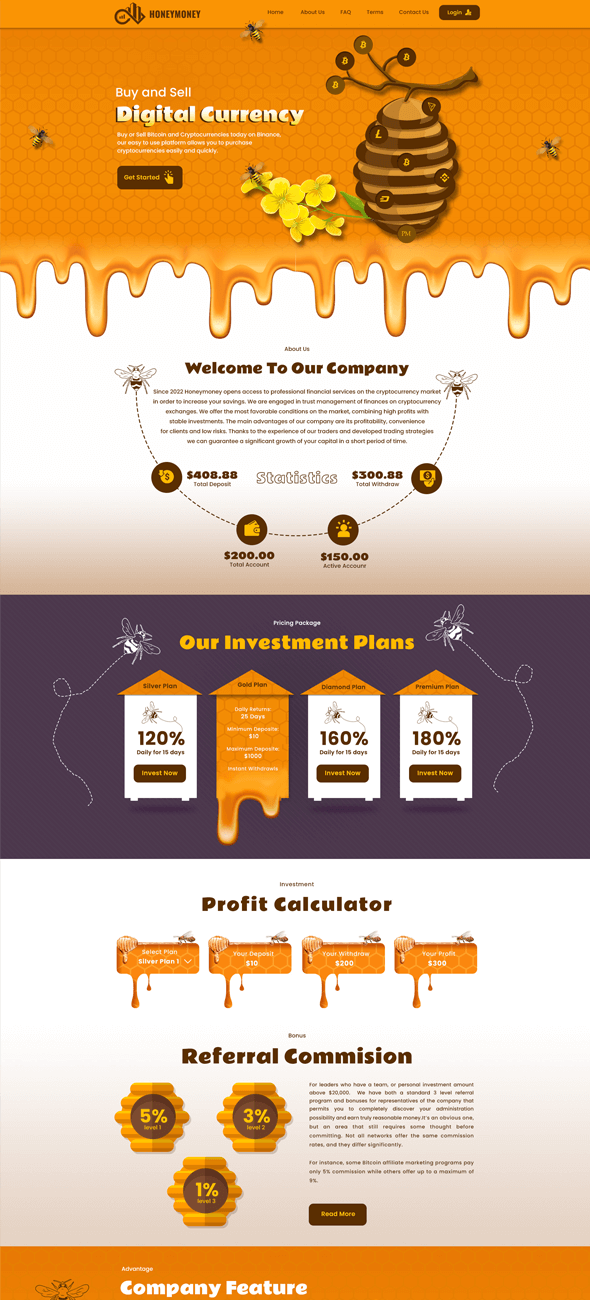 HONEYMONEY
Home
About Us
FAQ
Terms
Contact Us
Login
Buy and Sell
Digital Currency
Buy or Sell Bitcoin and Cryptocurrencies today on Binance,
our easy to use platform allows you to purchase
cryptocurrencies easily and quickly.
Get Started
PM
About Us
Welcome To Our Company
Since 2022 Honeymoney opens access to professional financial services on the cryptocurrency market
in order to increase your savings. We are engaged in trust management of finances on cryptocurrency
exchanges. We offer the most favorable conditions on the market, combining high profits with
stable investments. The main advantages of our company are its profitability, convenience
for clients and low risks. Thanks to the experience of our traders and developed trading strategies
we can guarantee a significant growth of your capital in a short period of time.
$408.88
Total Deposit
Statistics
$300.88
Total Withdraw
$200.00
Total Account
$150.00
Active Accounr
Pricing Package
Our Investment Plans
Silver Plan
120%
Daily for 15 days
Invest Now
Gold Plan
Daily Returns:
25 Days
Minimum Deposite:
$10
Maximum Deposite:
$1000
Instant Withdrawls
Diamond Plan
160%
Daily for 15 days
Invest Now
Premium Plan
180%
Daily for 15 days
Invest Now
Investment
Profit Calculator
Select Plan
Silver Plan 1
Your Deposit
$10
Your Withdraw
$200
Your Profit
$300
Bonus
Referral Commision
5%
level 1
3%
level 2
1%
level 3
For leaders who have a team, or personal investment amount
above $20,000. We have both a standard 3 level referral
program and bonuses for representatives of the company that
permits you to completely discover your administration
possibility and earn truly reasonable money.It's an obvious one,
but an area that still requires some thought before
committing. Not all networks offer the same commission
rates, and they differ significantly.
For instance, some Bitcoin affiliate marketing programs pay
only 5% commission while others offer up to a maximum of
9%.
Read More
Advantage
Company Feature